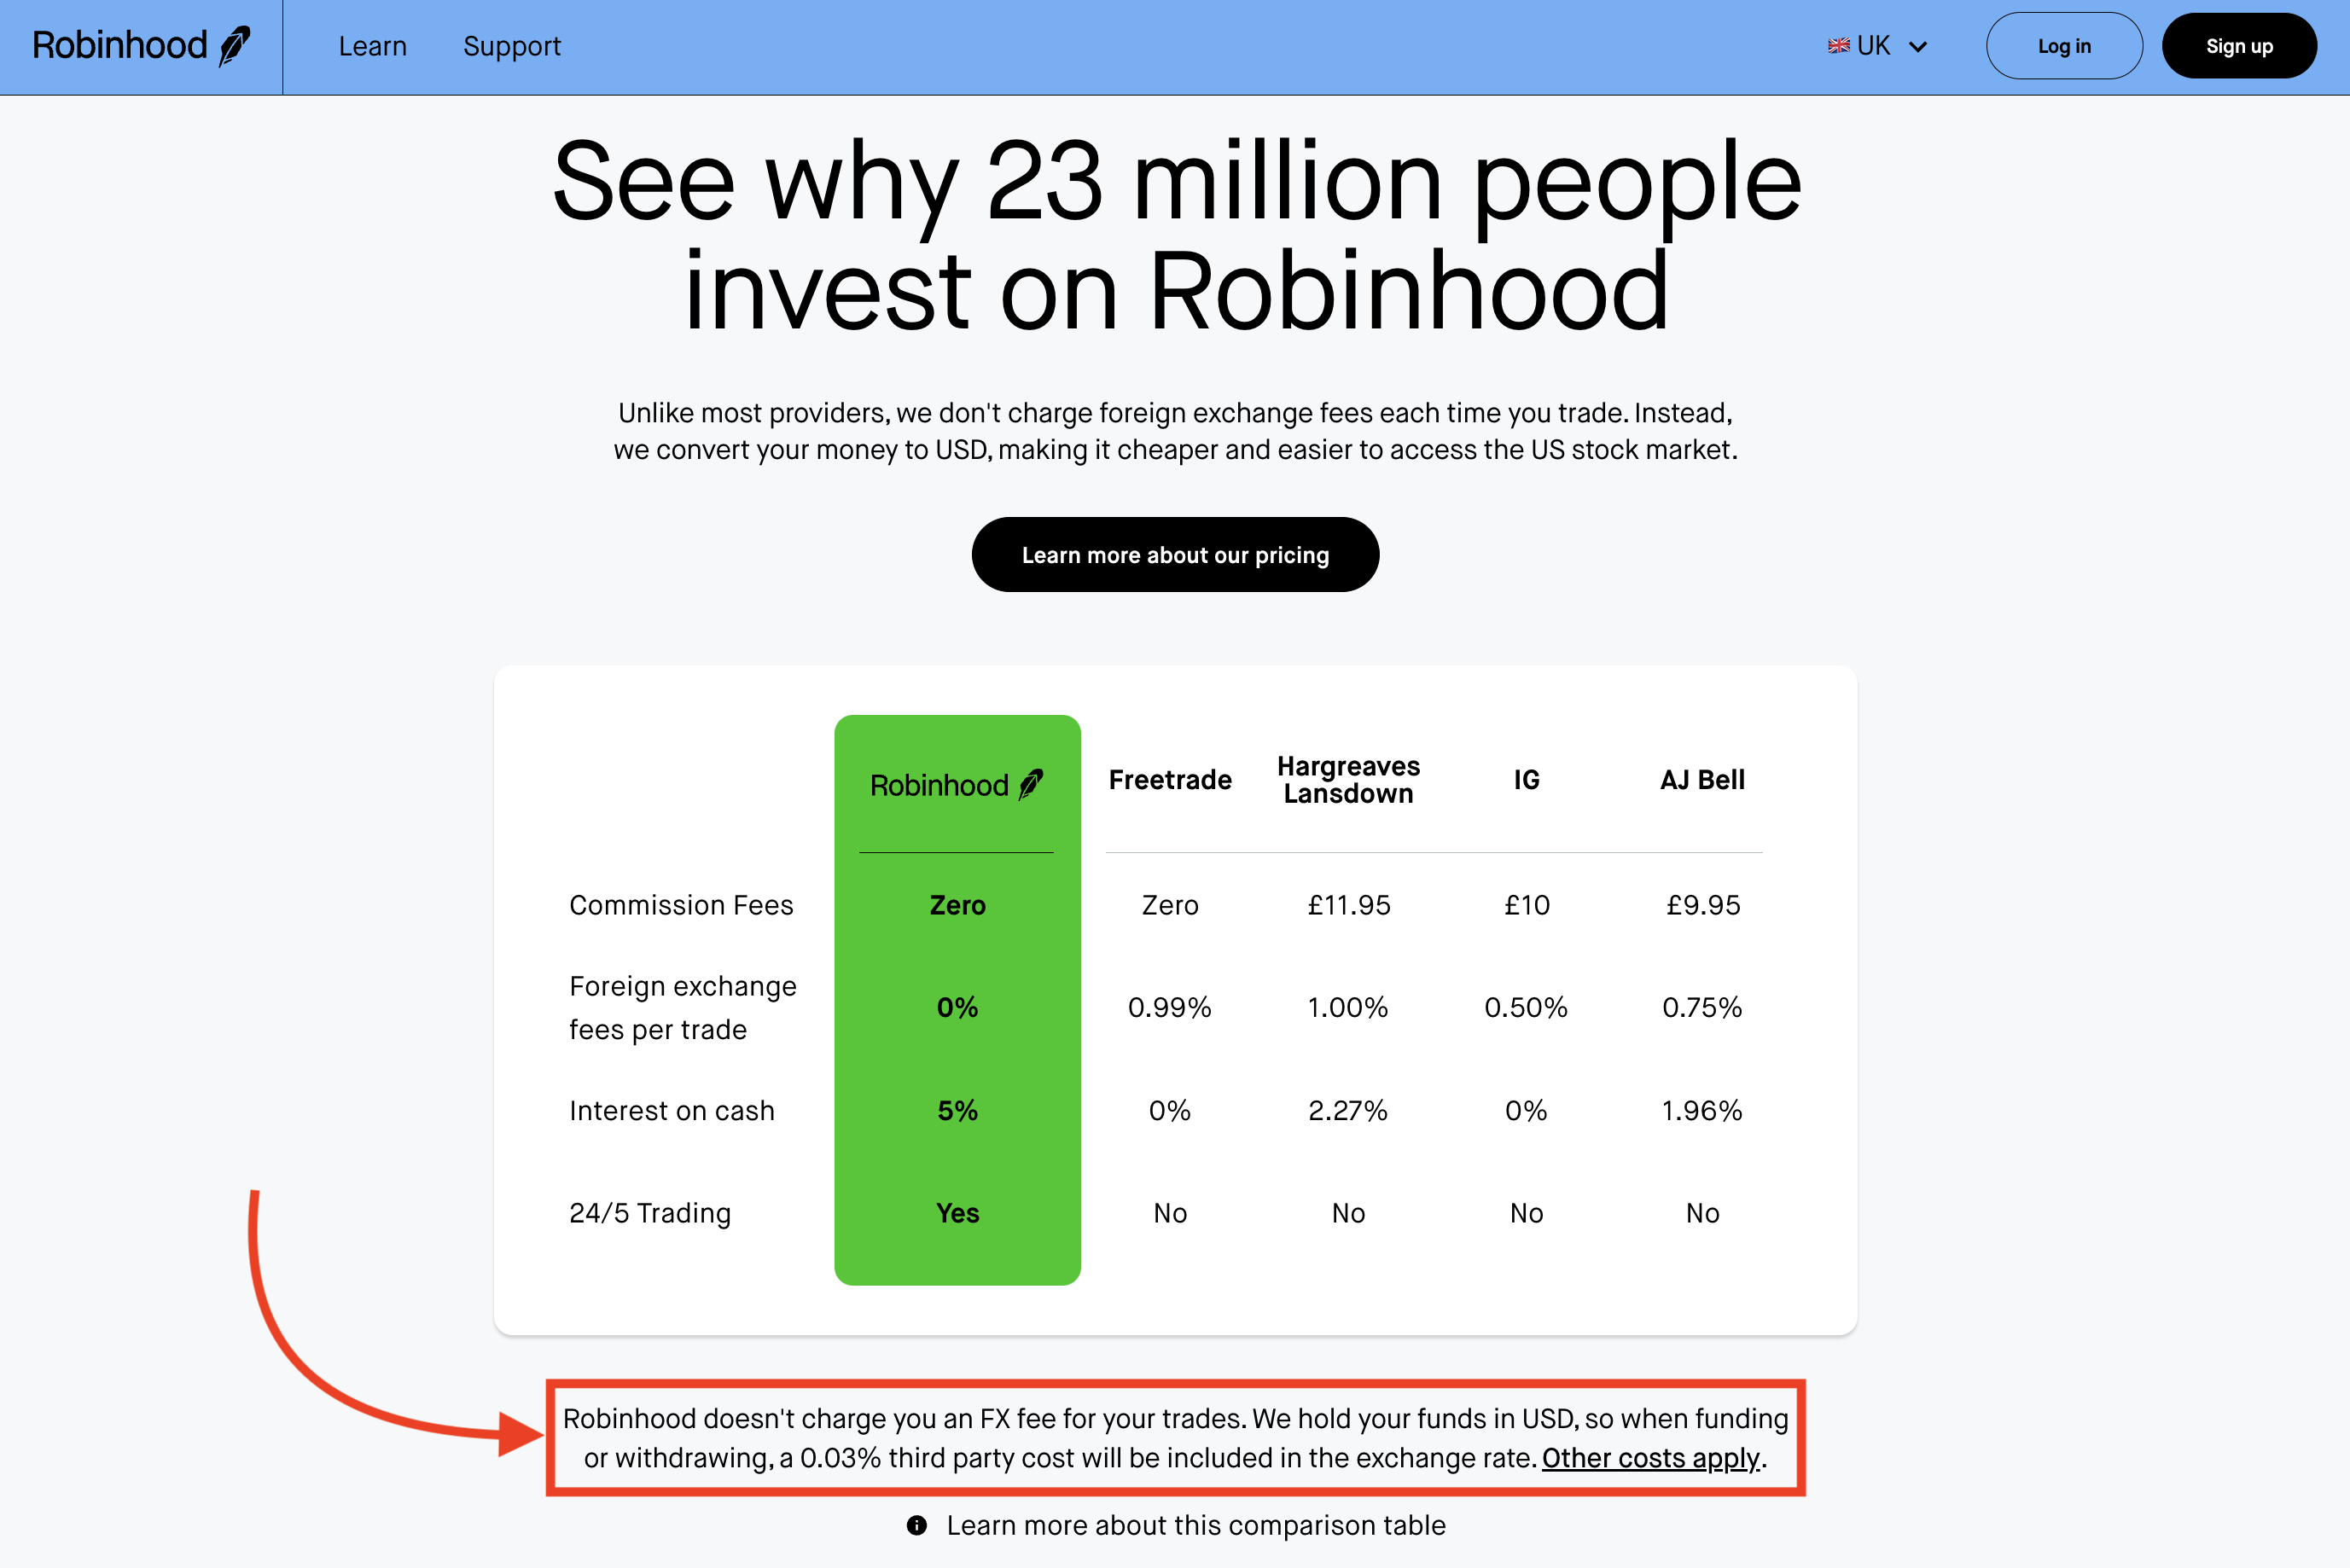 Robinhood
Learn
Support
🇬🇧 UK
Log in
Sign up
See why 23 million people
invest on Robinhood
Unlike most providers, we don't charge foreign exchange fees each time you trade. Instead,
we convert your money to USD, making it cheaper and easier to access the US stock market.
Learn more about our pricing
Robinhood Freetrade Hargreaves Lansdown IG AJ Bell
Commission Fees Zero Zero £11.95 £10 £9.95
Foreign exchange
fees per trade 0% 0.99% 1.00% 0.50% 0.75%
Interest on cash 5% 0% 2.27% 0% 1.96%
24/5 Trading Yes No No No No
Robinhood doesn't charge you an FX fee for your trades. We hold your funds in USD, so when funding
or withdrawing, a 0.03% third party cost will be included in the exchange rate. Other costs apply.
Learn more about this comparison table